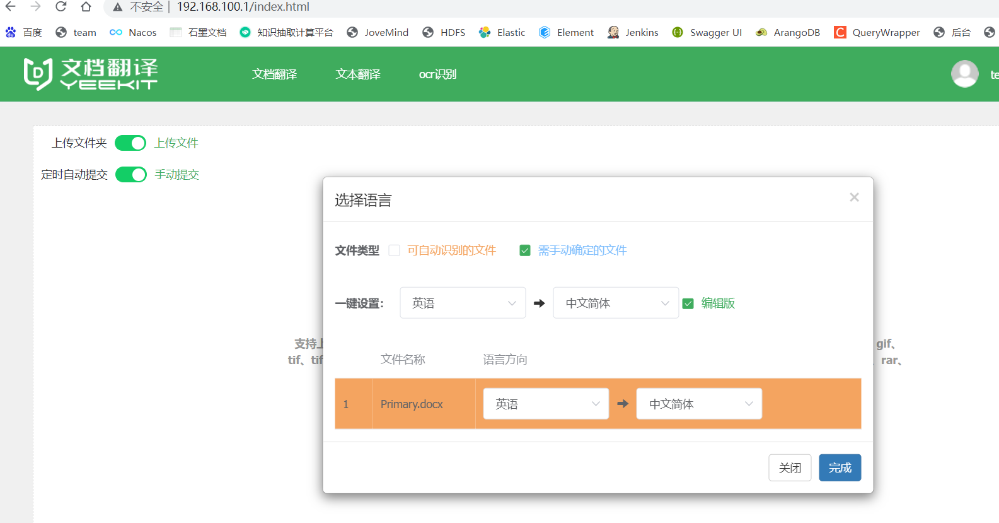 不安全 | 192.168.100.1/index.html
百度 team Nacos 石墨文档 知识抽取计算平台 JoveMind HDFS Elastic Element Jenkins Swagger UI ArangoDB QueryWrapper 后台
文档翻译
YEEKIT
文档翻译 文本翻译 ocr识别 te
上传文件夹 上传文件
定时自动提交 手动提交
选择语言 ×
文件类型 可自动识别的文件 需手动确定的文件
一键设置: 英语 中文简体 编辑版
支持上 gif、
tif、tif 、rar、
文件名称 语言方向
1 Primary.docx 英语 中文简体
关闭 完成